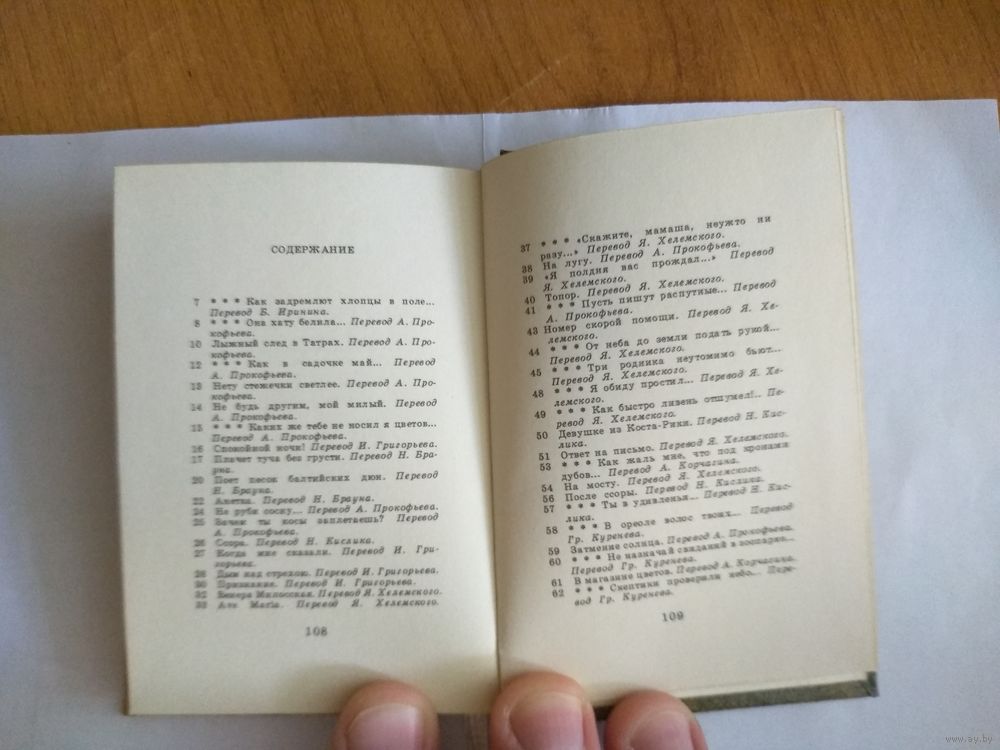 СОДЕРЖАНИЕ
7 * * * Как задремлют хлопцы в поле...
Перевод Б. Иринина.
8 * * * Она хату белила... Перевод А. Про-
кофьева.
10 Лыжный след в Татрах. Перевод А. Про-
кофьева.
12 * * * Как в садочке май... Перевод
А. Прокофьева.
13 Нету стежечки светлее. Перевод А. Про-
кофьева.
14 Не будь другим, мой милый. Перевод
А. Прокофьева.
15 * * * Каких же тебе не носил я цветов...
Перевод А. Прокофьева.
16 Спокойной ночи! Перевод И. Григорьева.
17 Плачет туча без грусти. Перевод Н. Бра-
уна.
20 Поет песок балтийских дюн. Перевод
Н. Брауна.
22 Анетка. Перевод Н. Брауна.
24 Не руби сосну... Перевод А. Прокофьева.
25 Зачем ты косы заплетаешь? Перевод
А. Прокофьева.
26 Ссора. Перевод Н. Кислика.
27 Когда мне сказали. Перевод И. Гри-
горьева.
28 Дым над стрехою. Перевод И. Григорьева.
30 Признание. Перевод И. Григорьева.
32 Венера Милосская. Перевод Я. Хелемского.
33 Ave Maria. Перевод Я. Хелемского.
108
37 * * * «Скажите, мамаша, неужто ни
разу...» Перевод Я. Хелемского.
38 На лугу. Перевод А. Прокофьева.
39 «Я полдня вас прождал...» Перевод
Я. Хелемского.
40 Топор. Перевод Я. Хелемского.
41 * * * Пусть пишут распутные... Перевод
А. Прокофьева.
43 Номер скорой помощи. Перевод Я. Хе-
лемского.
44 * * * От неба до земли подать рукой...
Перевод Я. Хелемского.
45 * * * Три родника неутомимо бьют...
Перевод Я. Хелемского.
48 * * * Я обиду простил... Перевод Я. Хе-
лемского.
49 * * * Как быстро ливень отшумел!.. Пе-
ревод Я. Хелемского.
50 Девушке из Коста-Рики. Перевод Н. Кис-
лика.
51 Ответ на письмо. Перевод Я. Хелемского.
53 * * * Как жаль мне, что под кронами
дубов... Перевод А. Корчагина.
54 На мосту. Перевод Я. Хелемского.
56 После ссоры. Перевод Н. Кислика.
57 * * * Ты в удивленьи... Перевод Н. Кис-
лика.
58 * * * В ореоле волос твоих... Перевод
Гр. Куренева.
59 Затмение солнца. Перевод А. Прокофьева.
60 * * * Не назначай свиданий в зоопарке...
Перевод Гр. Куренева.
61 В магазине цветов. Перевод А. Корчагина.
62 * * * Скептики проверили небо... Пере-
вод Гр. Куренева.
109
www.ay.by